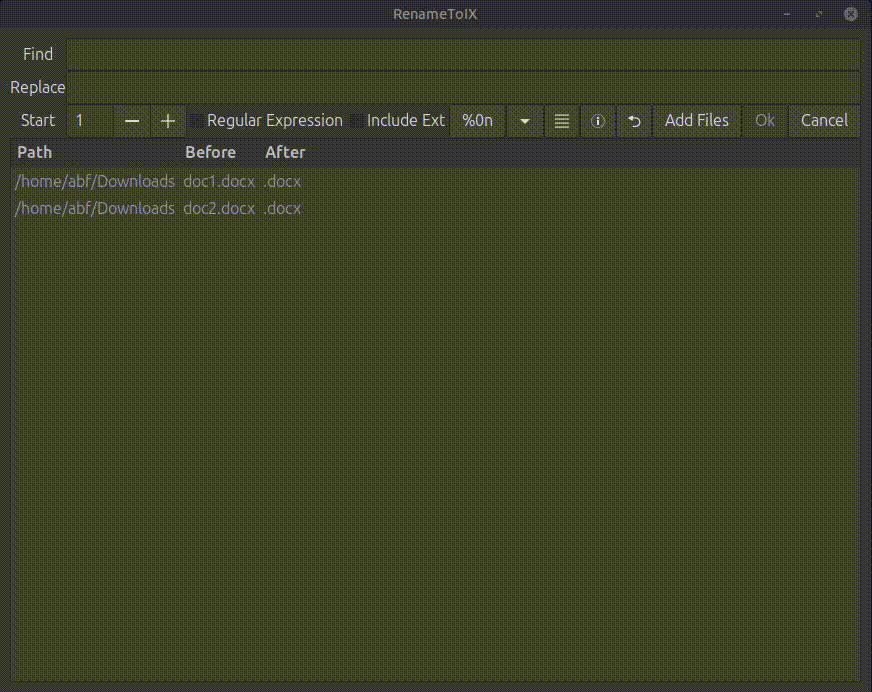 RenameToIX
Find
Replace
Start 1 Regular Expression Include Ext %0n Add Files Ok Cancel
Path Before After
/home/abf/Downloads doc1.docx .docx
/home/abf/Downloads doc2.docx .docx